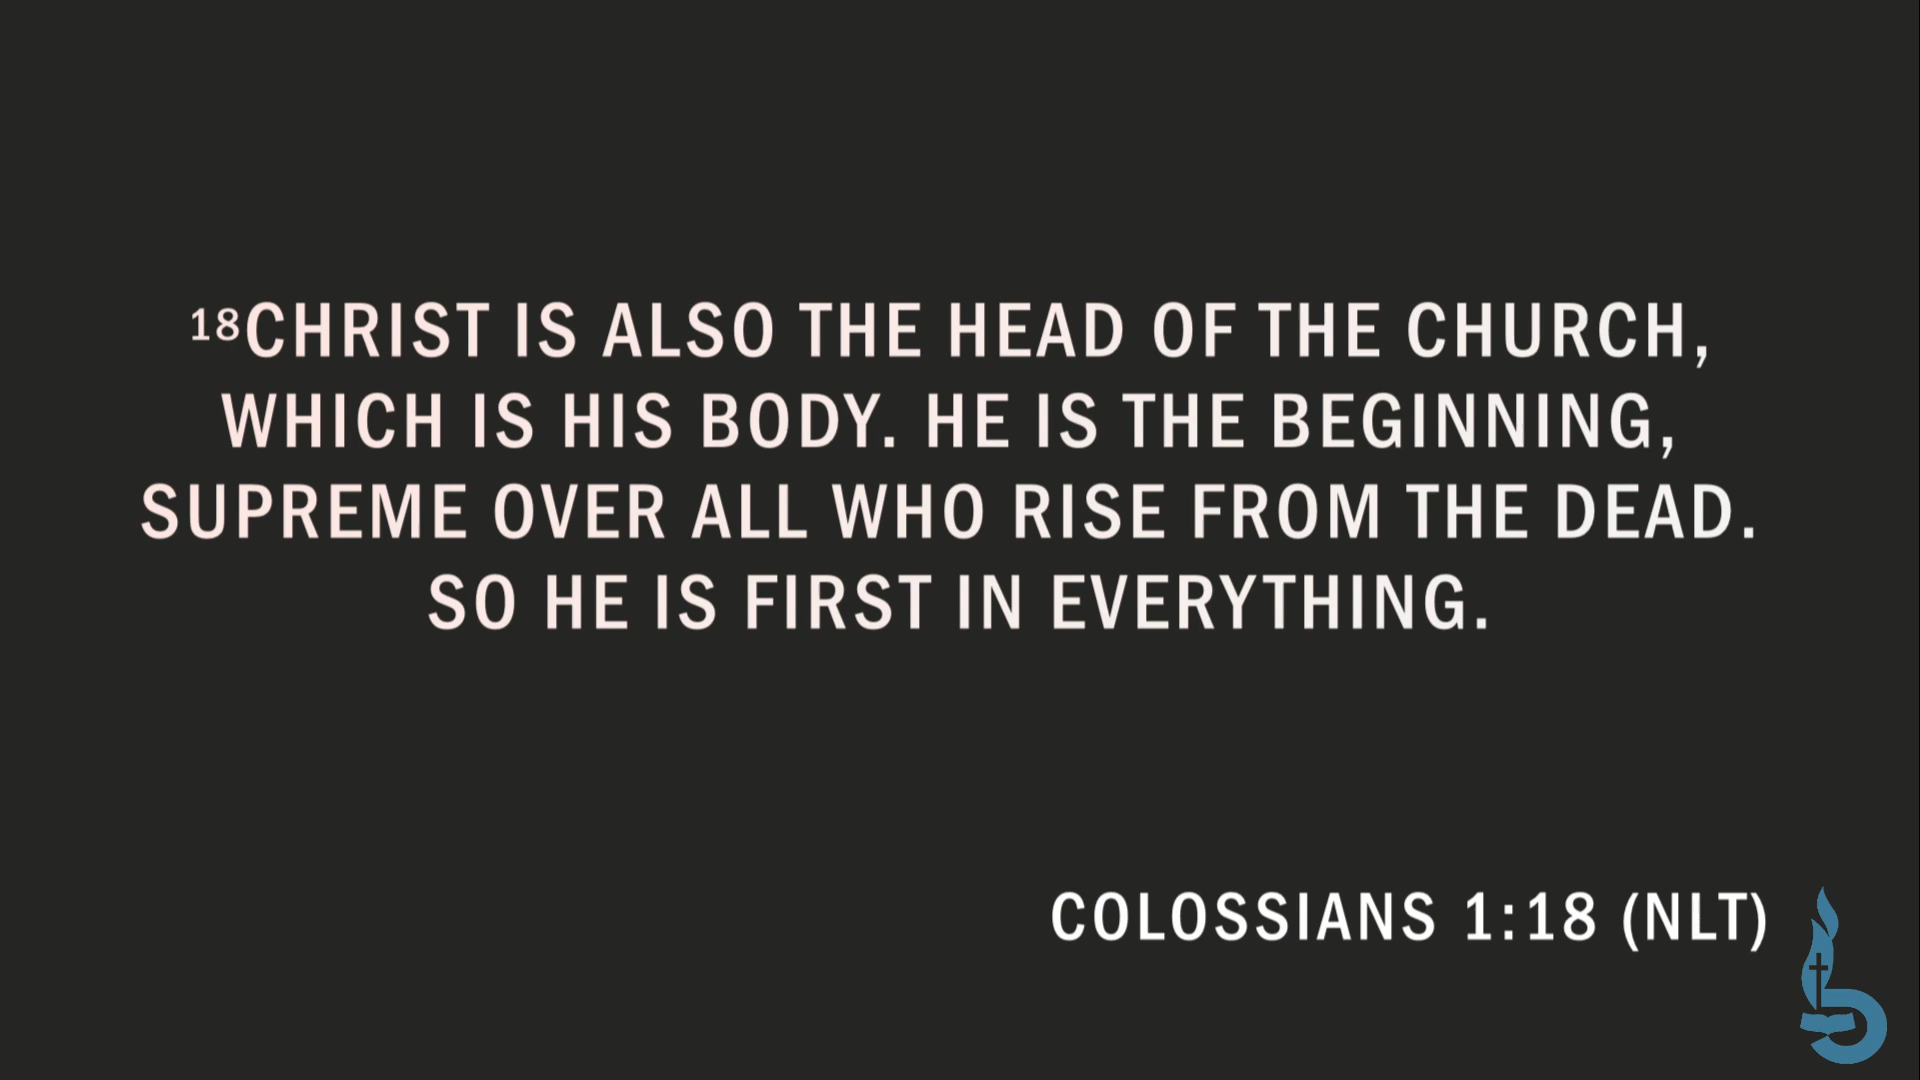 ¹⁸CHRIST IS ALSO THE HEAD OF THE CHURCH,
WHICH IS HIS BODY. HE IS THE BEGINNING,
SUPREME OVER ALL WHO RISE FROM THE DEAD.
SO HE IS FIRST IN EVERYTHING.
COLOSSIANS 1:18 (NLT)